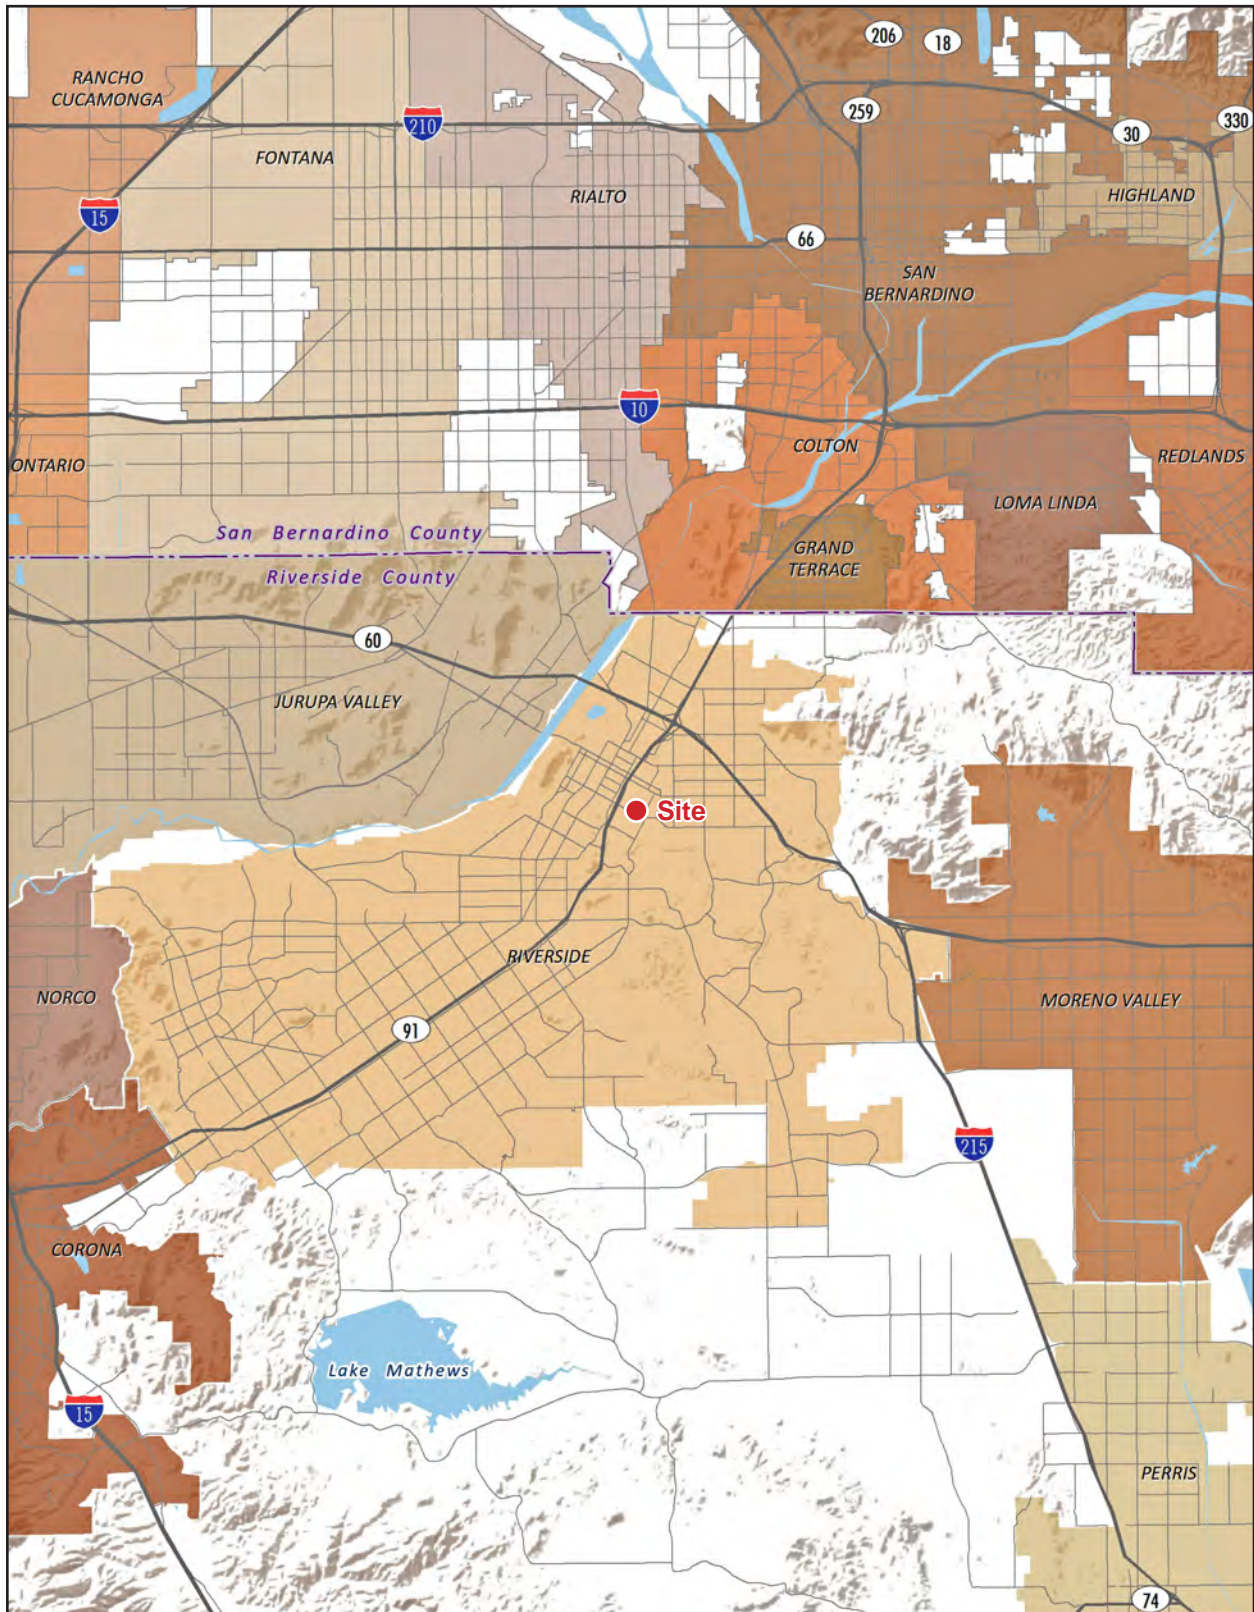 206
18
RANCHO
CUCAMONGA
259
210
330
30
FONTANA
RIALTO
HIGHLAND
15
66
SAN
BERNARDINO
10
COLTON
ONTARIO
REDLANDS
LOMA LINDA
San Bernardino County
GRAND
TERRACE
Riverside County
60
JURUPA VALLEY
Site
RIVERSIDE
NORCO
MORENO VALLEY
91
215
CORONA
Lake Mathews
15
PERRIS
74